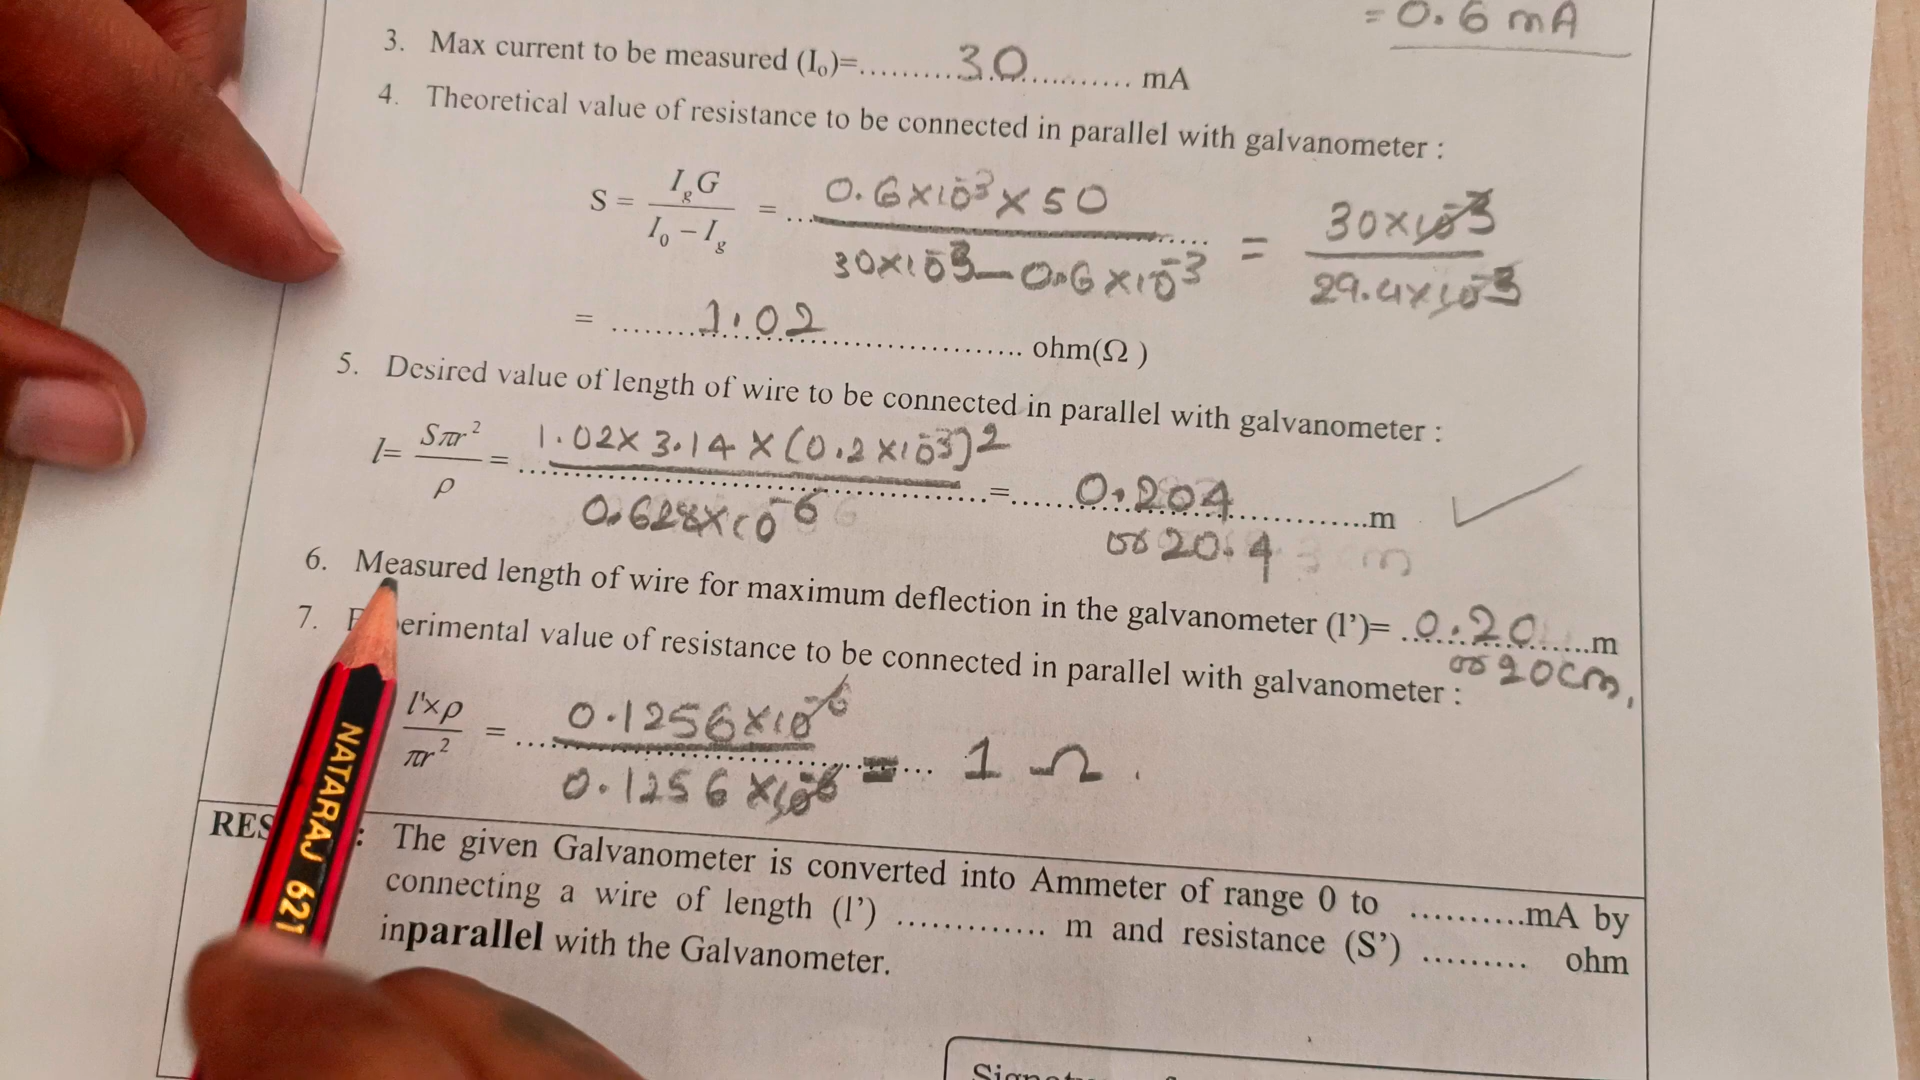 = 0.6 mA
3. Max current to be measured (I₀)=..........30............ mA
4. Theoretical value of resistance to be connected in parallel with galvanometer :
S = IgG / I₀ − Ig = ... 0.6×10⁻³ × 50 / 30×10⁻³ − 0.6×10⁻³ = 30×10⁻³ / 29.4×10⁻³
= ........1.02........................ ohm(Ω )
5. Desired value of length of wire to be connected in parallel with galvanometer :
l= Sπr² / ρ = 1.02 × 3.14 × (0.2 ×10⁻³)² / 0.628×10⁻⁶ =.....0.204...............m
or 20.4 cm
6. Measured length of wire for maximum deflection in the galvanometer (l’)= ..0.20.....m
or 20cm,
7. E erimental value of resistance to be connected in parallel with galvanometer :
l'×ρ / πr² = ... 0.1256×10⁻⁶ / 0.1256 ×10⁻⁶ = ... 1 Ω .
RES : The given Galvanometer is converted into Ammeter of range 0 to ..........mA by
connecting a wire of length (l’) ............. m and resistance (S’) ......... ohm
inparallel with the Galvanometer.
NATARAJ 621